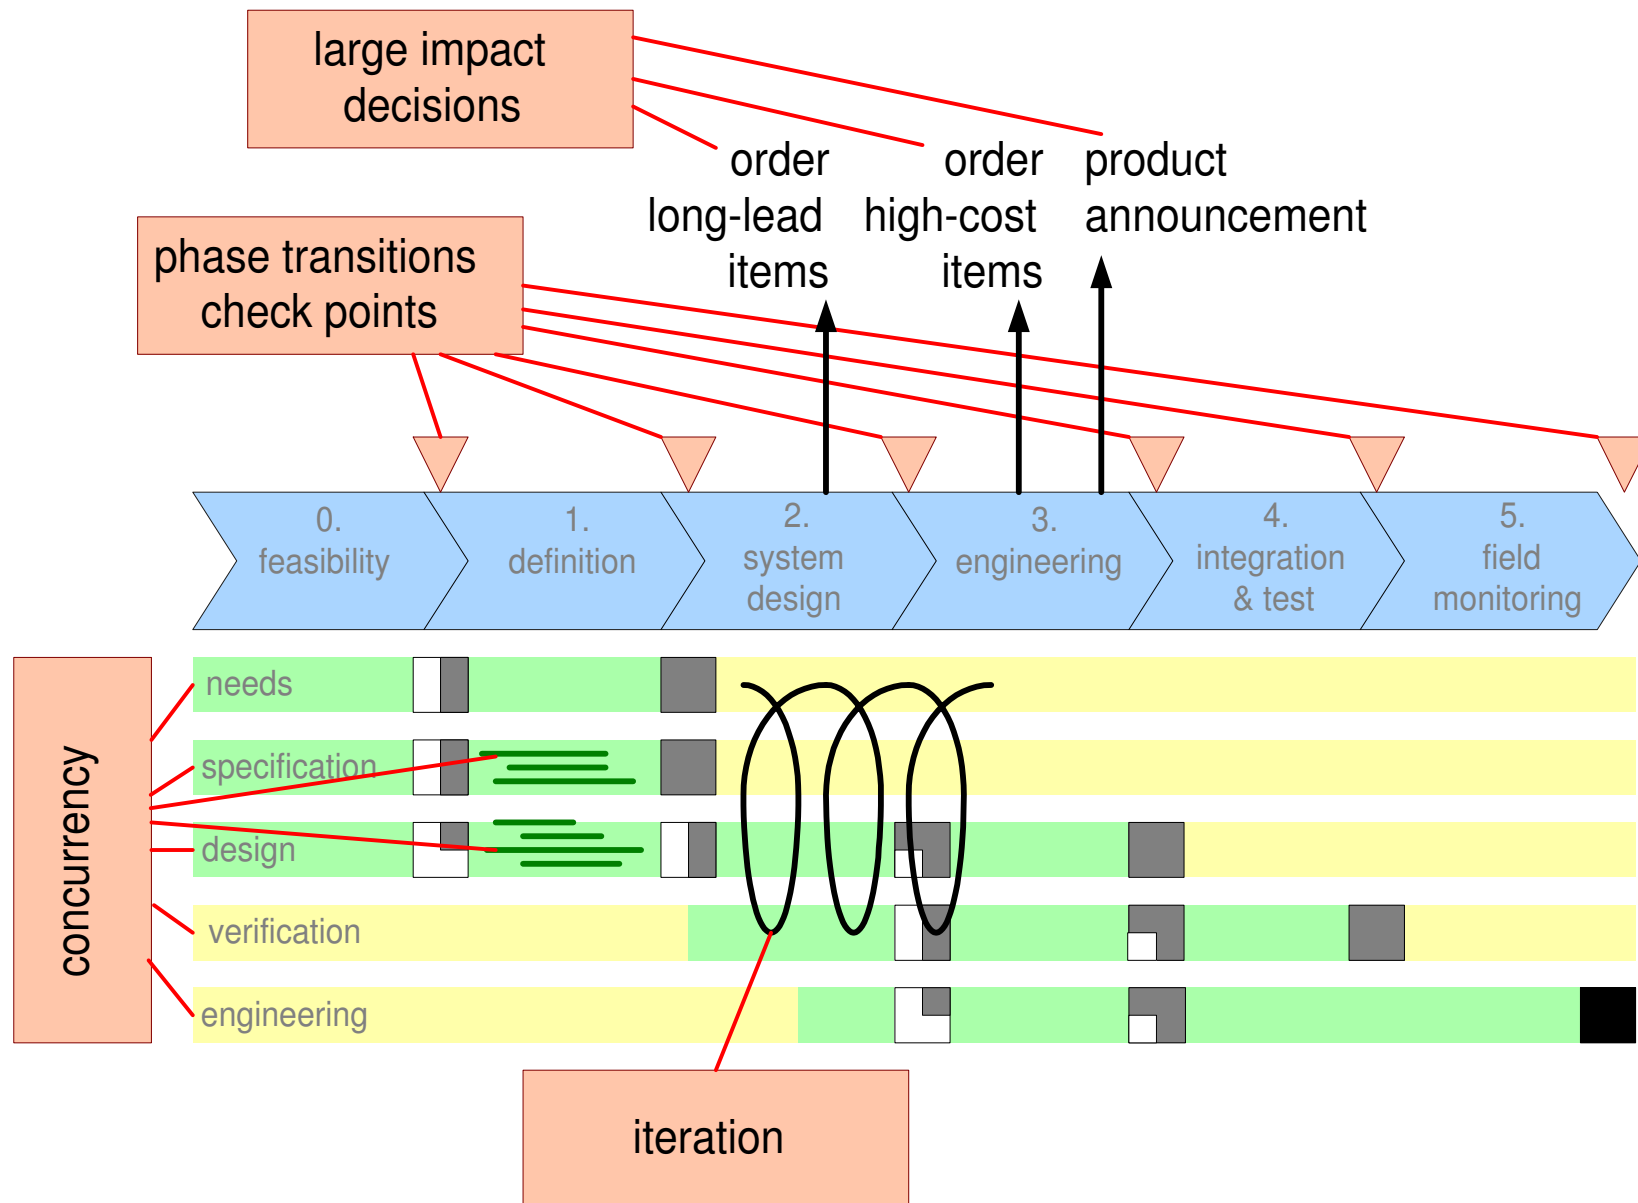 large impact
decisions
order
long-lead
items
order
high-cost
items
product
announcement
phase transitions
check points
0.
feasibility
1.
definition
2.
system
design
3.
engineering
4.
integration
& test
5.
field
monitoring
concurrency
needs
specification
design
verification
engineering
iteration